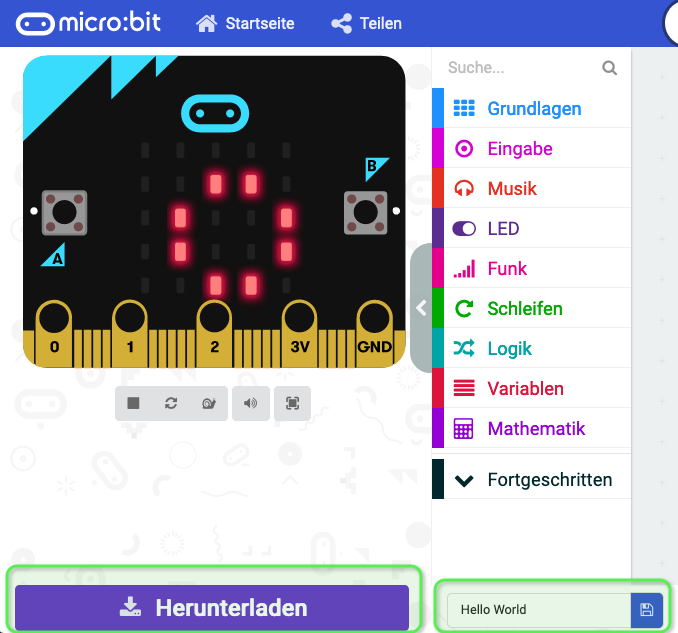 micro:bit Startseite Teilen
Suche...
Grundlagen
B
Eingabe
Musik
A
LED
Funk
Schleifen
0 1 2 3V GND
Logik
Variablen
Mathematik
Fortgeschritten
Herunterladen
Hello World